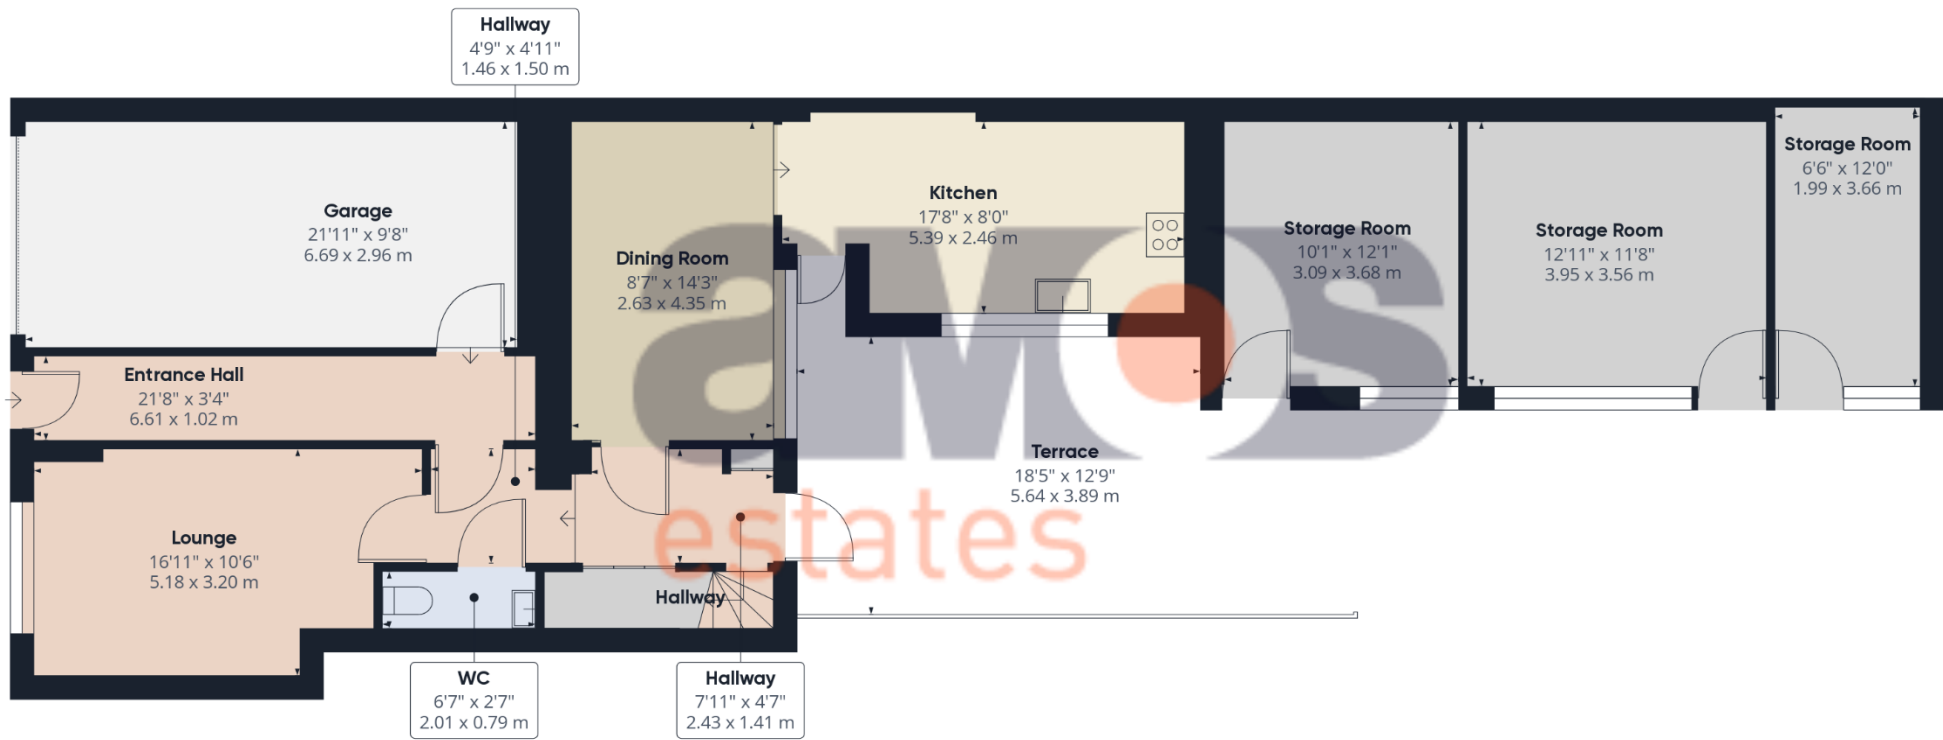 Hallway
4'9" x 4'11"
1.46 x 1.50 m
Garage
21'11" x 9'8"
6.69 x 2.96 m
Dining Room
8'7" x 14'3"
2.63 x 4.35 m
Kitchen
17'8" x 8'0"
5.39 x 2.46 m
Storage Room
10'1" x 12'1"
3.09 x 3.68 m
Storage Room
12'11" x 11'8"
3.95 x 3.56 m
Storage Room
6'6" x 12'0"
1.99 x 3.66 m
Entrance Hall
21'8" x 3'4"
6.61 x 1.02 m
Lounge
16'11" x 10'6"
5.18 x 3.20 m
Terrace
18'5" x 12'9"
5.64 x 3.89 m
Hallway
WC
6'7" x 2'7"
2.01 x 0.79 m
Hallway
7'11" x 4'7"
2.43 x 1.41 m
amos
estates